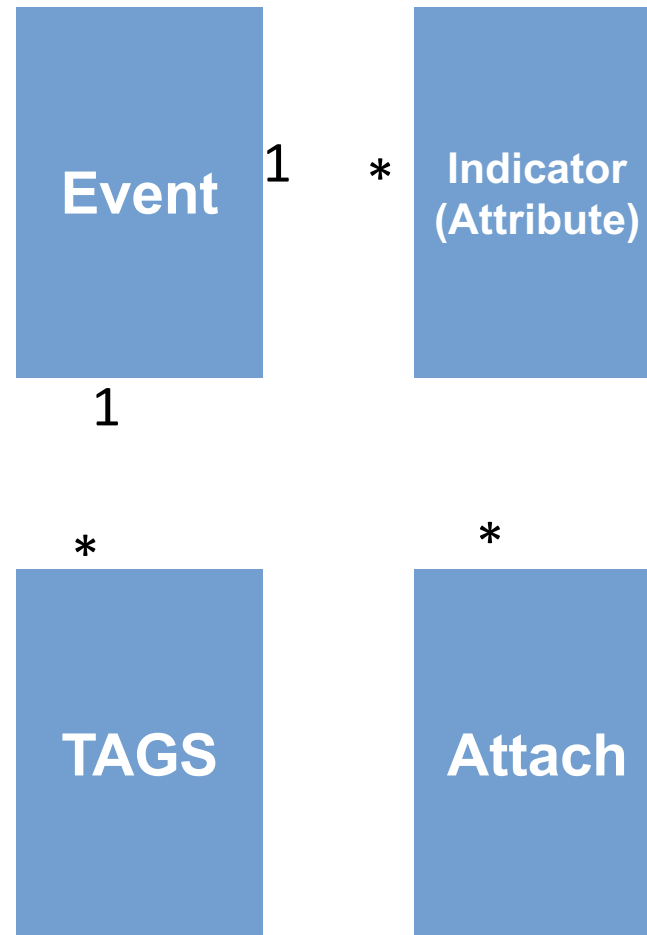 Event
1
*
Indicator
(Attribute)
1
*
*
TAGS
Attach